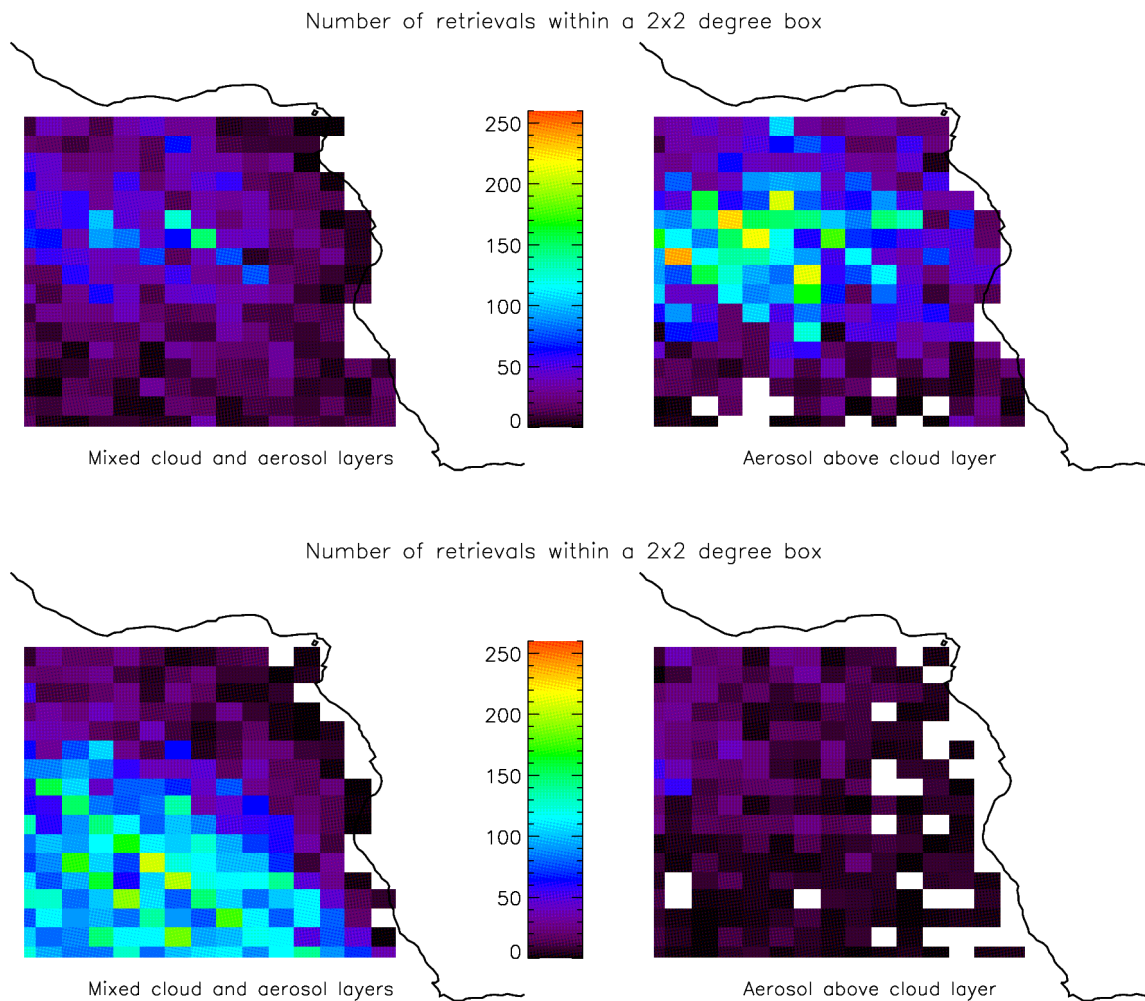 Number of retrievals within a 2x2 degree box
250
200
150
100
50
0
Mixed cloud and aerosol layers
Aerosol above cloud layer
Number of retrievals within a 2x2 degree box
250
200
150
100
50
0
Mixed cloud and aerosol layers
Aerosol above cloud layer